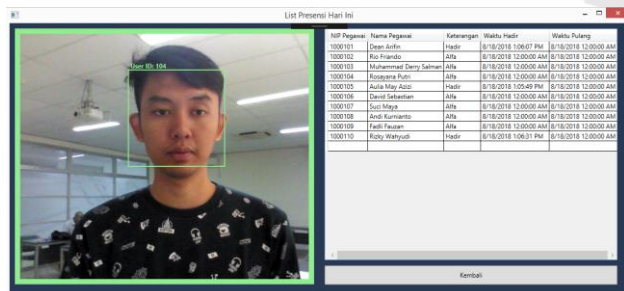 List Presensi Hari Ini
User ID: 104
NIP Pegawai Nama Pegawai Keterangan Waktu Hadir Waktu Pulang
1000101 Dean Arifin Hadir 8/18/2018 1:06:07 PM 8/18/2018 12:00:00 AM
1000102 Rio Friando Alfa 8/18/2018 12:00:00 AM 8/18/2018 12:00:00 AM
1000103 Muhammad Derry Salman Alfa 8/18/2018 12:00:00 AM 8/18/2018 12:00:00 AM
1000104 Rosayana Putri Alfa 8/18/2018 12:00:00 AM 8/18/2018 12:00:00 AM
1000105 Aulia May Azizi Hadir 8/18/2018 1:05:49 PM 8/18/2018 12:00:00 AM
1000106 David Sebastian Alfa 8/18/2018 12:00:00 AM 8/18/2018 12:00:00 AM
1000107 Suci Maya Alfa 8/18/2018 12:00:00 AM 8/18/2018 12:00:00 AM
1000108 Andi Kurnianto Alfa 8/18/2018 12:00:00 AM 8/18/2018 12:00:00 AM
1000109 Fadli Fauzan Alfa 8/18/2018 12:00:00 AM 8/18/2018 12:00:00 AM
1000110 Rizky Wahyudi Hadir 8/18/2018 1:06:31 PM 8/18/2018 12:00:00 AM
Kembali